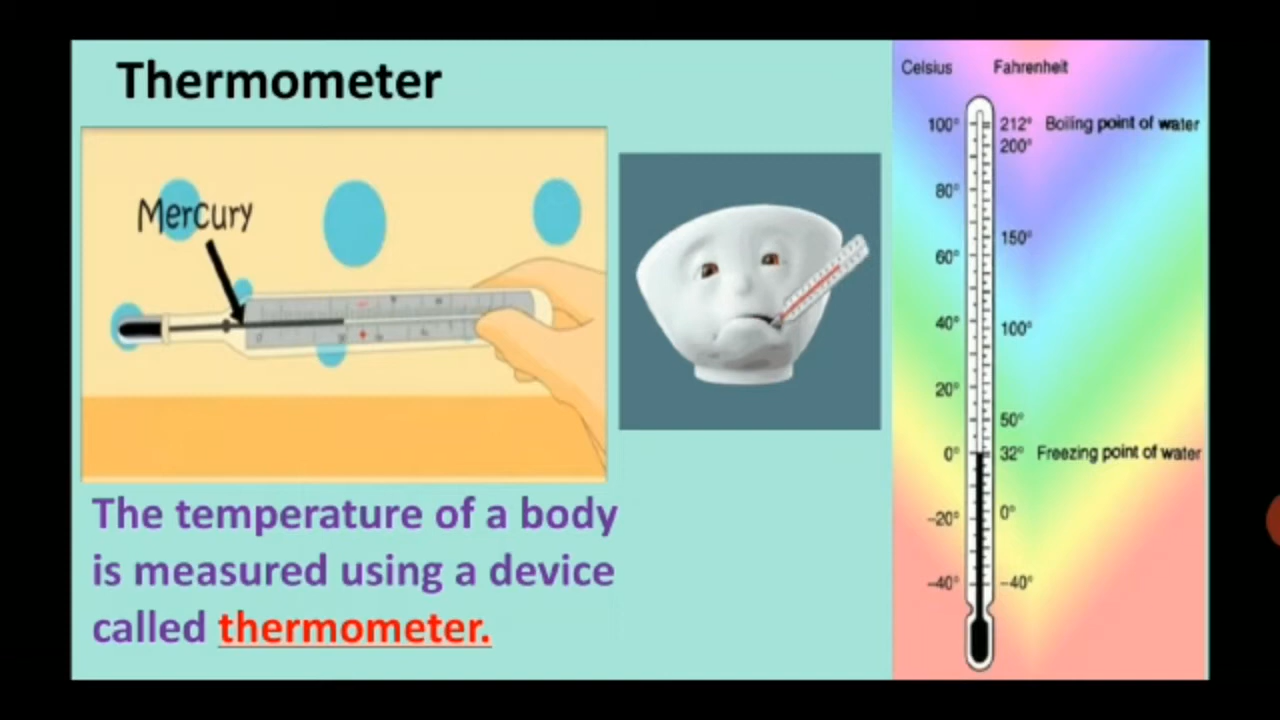 Thermometer
Mercury
The temperature of a body
is measured using a device
called thermometer.
Celsius Fahrenheit
100° 212° Boiling point of water
200°
80°
150°
60°
40° 100°
20°
50°
0° 32° Freezing point of water
-20° 0°
-40° -40°